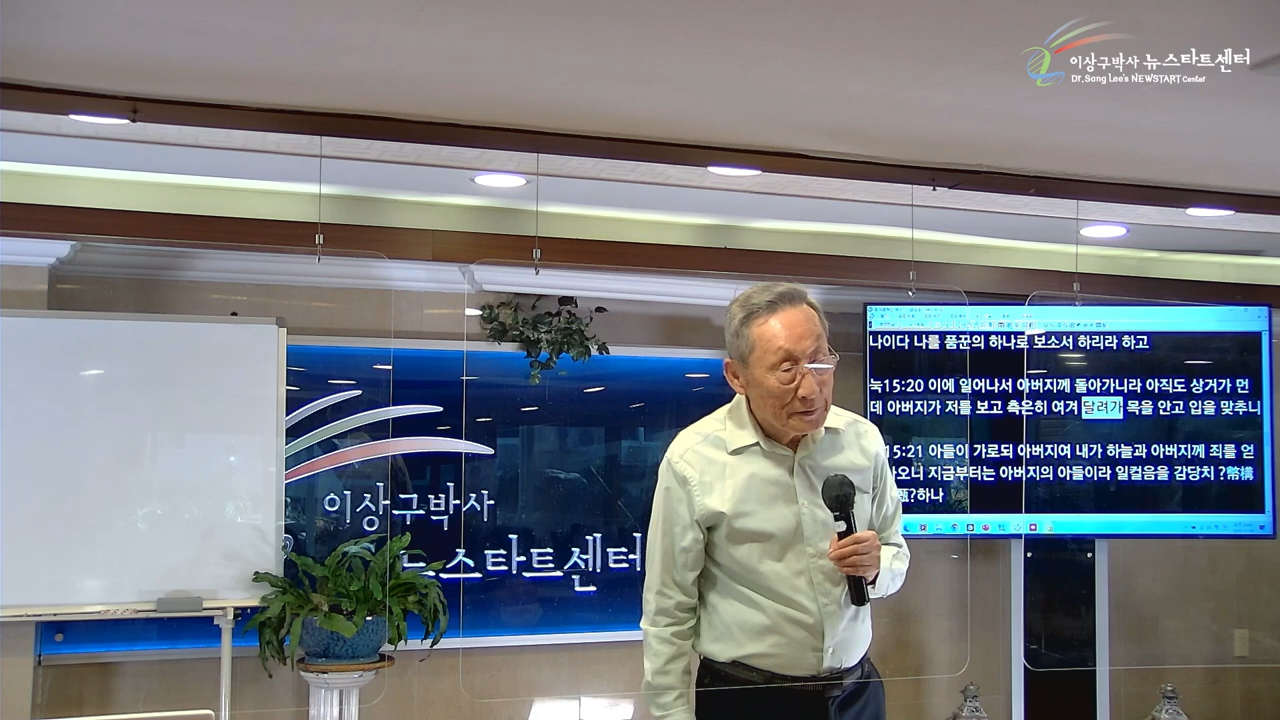 이상구박사 뉴스타트센터
Dr. Sang Lee's NEWSTART Center
나이다 나를 품꾼의 하나로 보소서 하리라 하고
눅15:20 이에 일어나서 아버지께 돌아가니라 아직도 상거가 먼
데 아버지가 저를 보고 측은히 여겨 달려가 목을 안고 입을 맞추니
15:21 아들이 가로되 아버지여 내가 하늘과 아버지께 죄를 얻
오니 지금부터는 아버지의 아들이라 일컬음을 감당치 ?幣構
?하나
이상구박사
뉴스타트센터